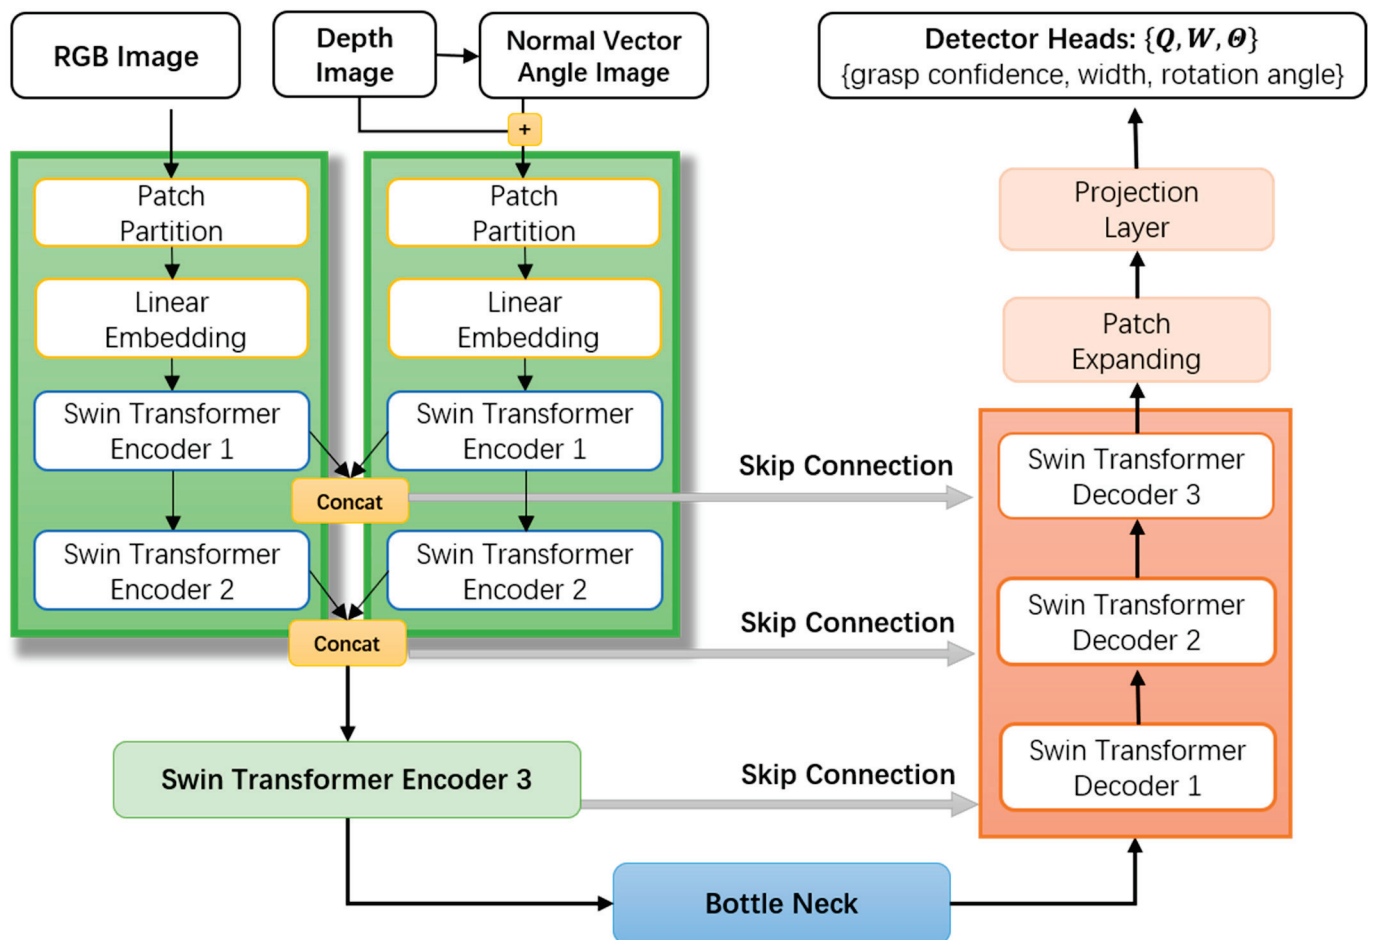 RGB Image
Depth
Image
Normal Vector
Angle Image
+
Patch
Partition
Linear
Embedding
Swin Transformer
Encoder 1
Swin Transformer
Encoder 2
Patch
Partition
Linear
Embedding
Swin Transformer
Encoder 1
Swin Transformer
Encoder 2
Concat
Concat
Swin Transformer Encoder 3
Bottle Neck
Skip Connection
Skip Connection
Skip Connection
Detector Heads: {Q, W, Θ}
{grasp confidence, width, rotation angle}
Projection
Layer
Patch
Expanding
Swin Transformer
Decoder 3
Swin Transformer
Decoder 2
Swin Transformer
Decoder 1